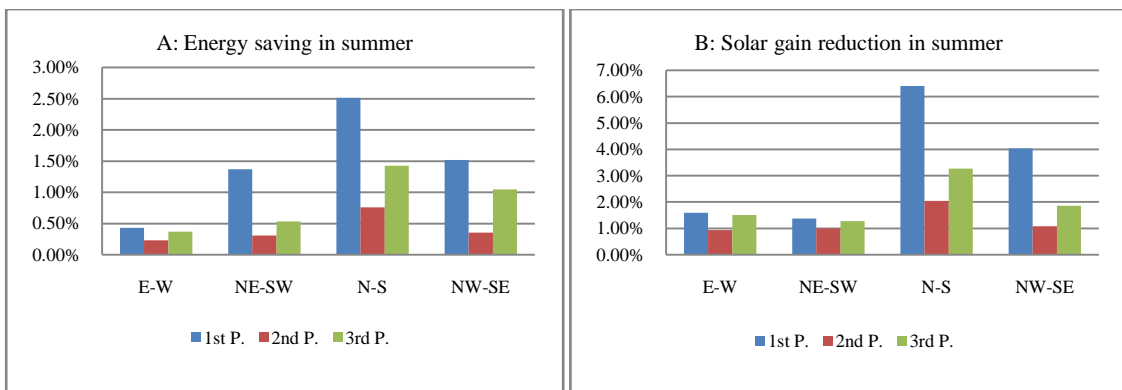 A: Energy saving in summer
3.00%
2.50%
2.00%
1.50%
1.00%
0.50%
0.00%
E-W NE-SW N-S NW-SE
1st P. 2nd P. 3rd P.
B: Solar gain reduction in summer
7.00%
6.00%
5.00%
4.00%
3.00%
2.00%
1.00%
0.00%
E-W NE-SW N-S NW-SE
1st P. 2nd P. 3rd P.